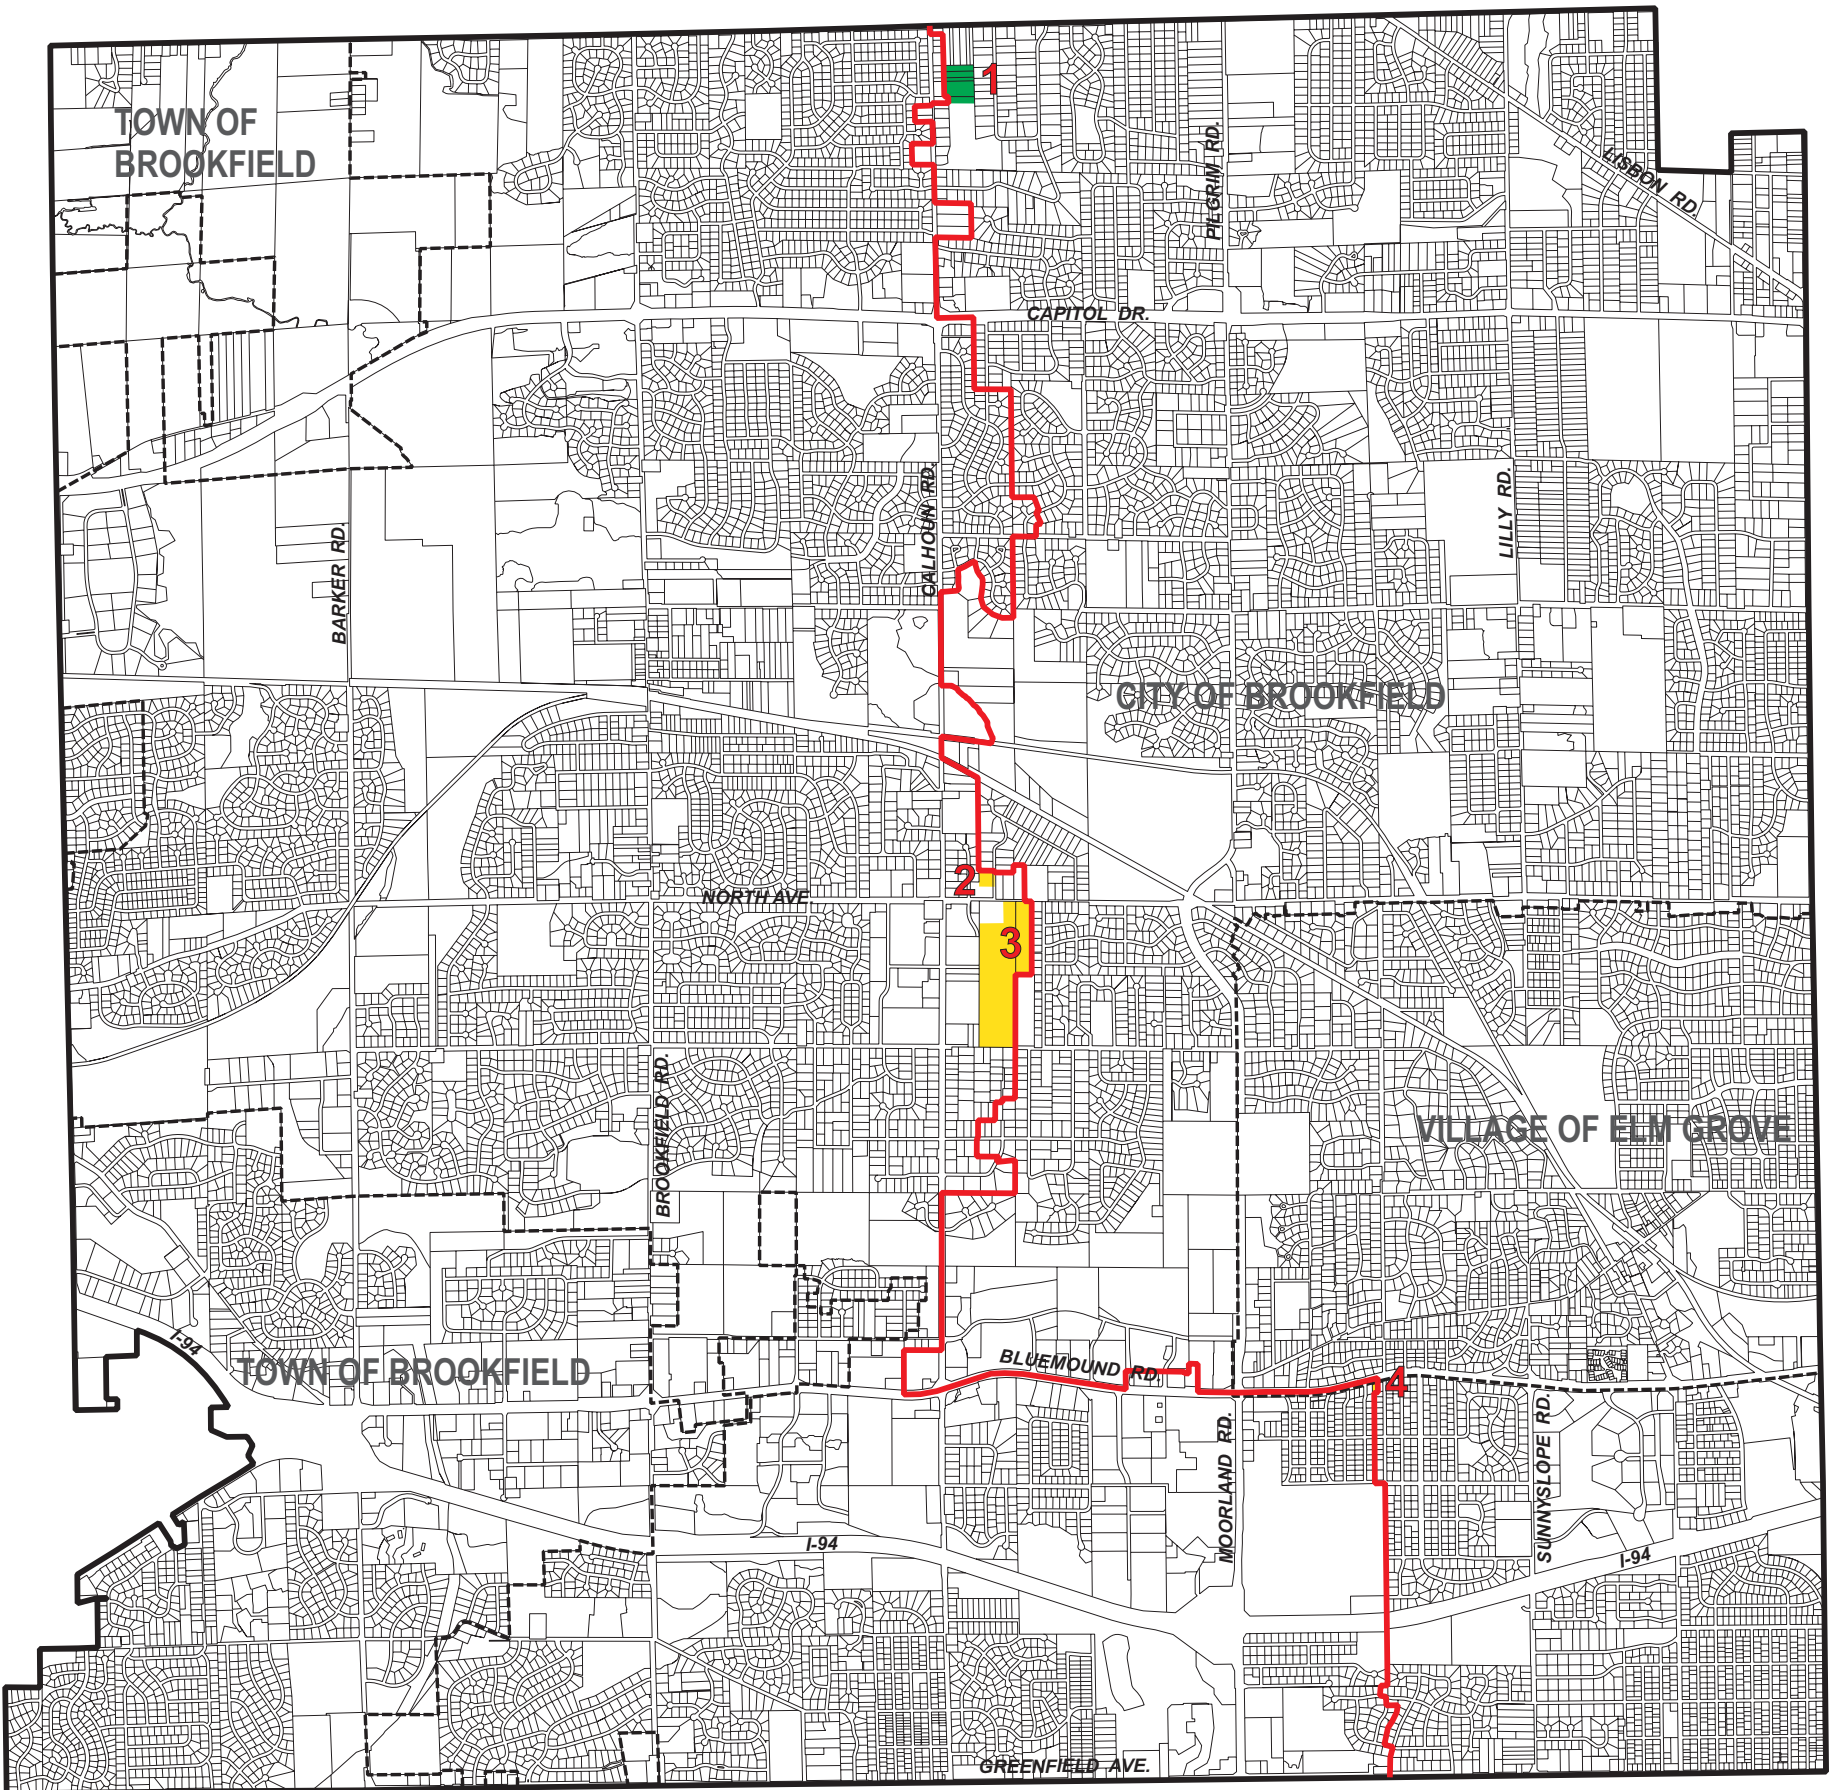 1
TOWN OF
BROOKFIELD
PILGRIM RD.
LISBON RD.
CAPITOL DR.
CALHOUN RD.
LILLY RD.
BARKER RD.
CITY OF BROOKFIELD
2
NORTH AVE.
3
BROOKFIELD RD.
VILLAGE OF ELM GROVE
I-94
TOWN OF BROOKFIELD
BLUEMOUND RD.
4
MOORLAND RD.
SUNNYSLOPE RD.
I-94
I-94
GREENFIELD AVE.